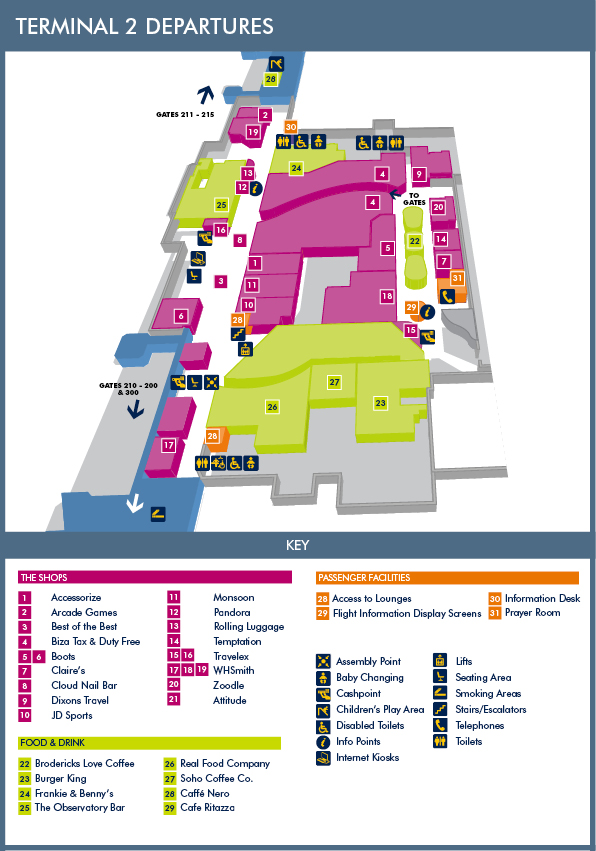 TERMINAL 2 DEPARTURES
28
GATES 211 - 215
2
30
19
24
13
4
9
12
TO
GATES
4
25
20
16
8
22
14
5
1
7
3
11
31
18
10
29
6
28
15
GATES 210 - 200
& 300
27
26
23
28
17
KEY
THE SHOPS
1 Accessorize
2 Arcade Games
3 Best of the Best
4 Biza Tax & Duty Free
5 6 Boots
7 Claire's
8 Cloud Nail Bar
9 Dixons Travel
10 JD Sports
11 Monsoon
12 Pandora
13 Rolling Luggage
14 Temptation
15 16 Travelex
17 18 19 WHSmith
20 Zoodle
21 Attitude
FOOD & DRINK
22 Brodericks Love Coffee
23 Burger King
24 Frankie & Benny's
25 The Observatory Bar
26 Real Food Company
27 Soho Coffee Co.
28 Caffé Nero
29 Cafe Ritazza
PASSENGER FACILITIES
28 Access to Lounges
29 Flight Information Display Screens
30 Information Desk
31 Prayer Room
Assembly Point
Baby Changing
Cashpoint
Children's Play Area
Disabled Toilets
Info Points
Internet Kiosks
Lifts
Seating Area
Smoking Areas
Stairs/Escalators
Telephones
Toilets